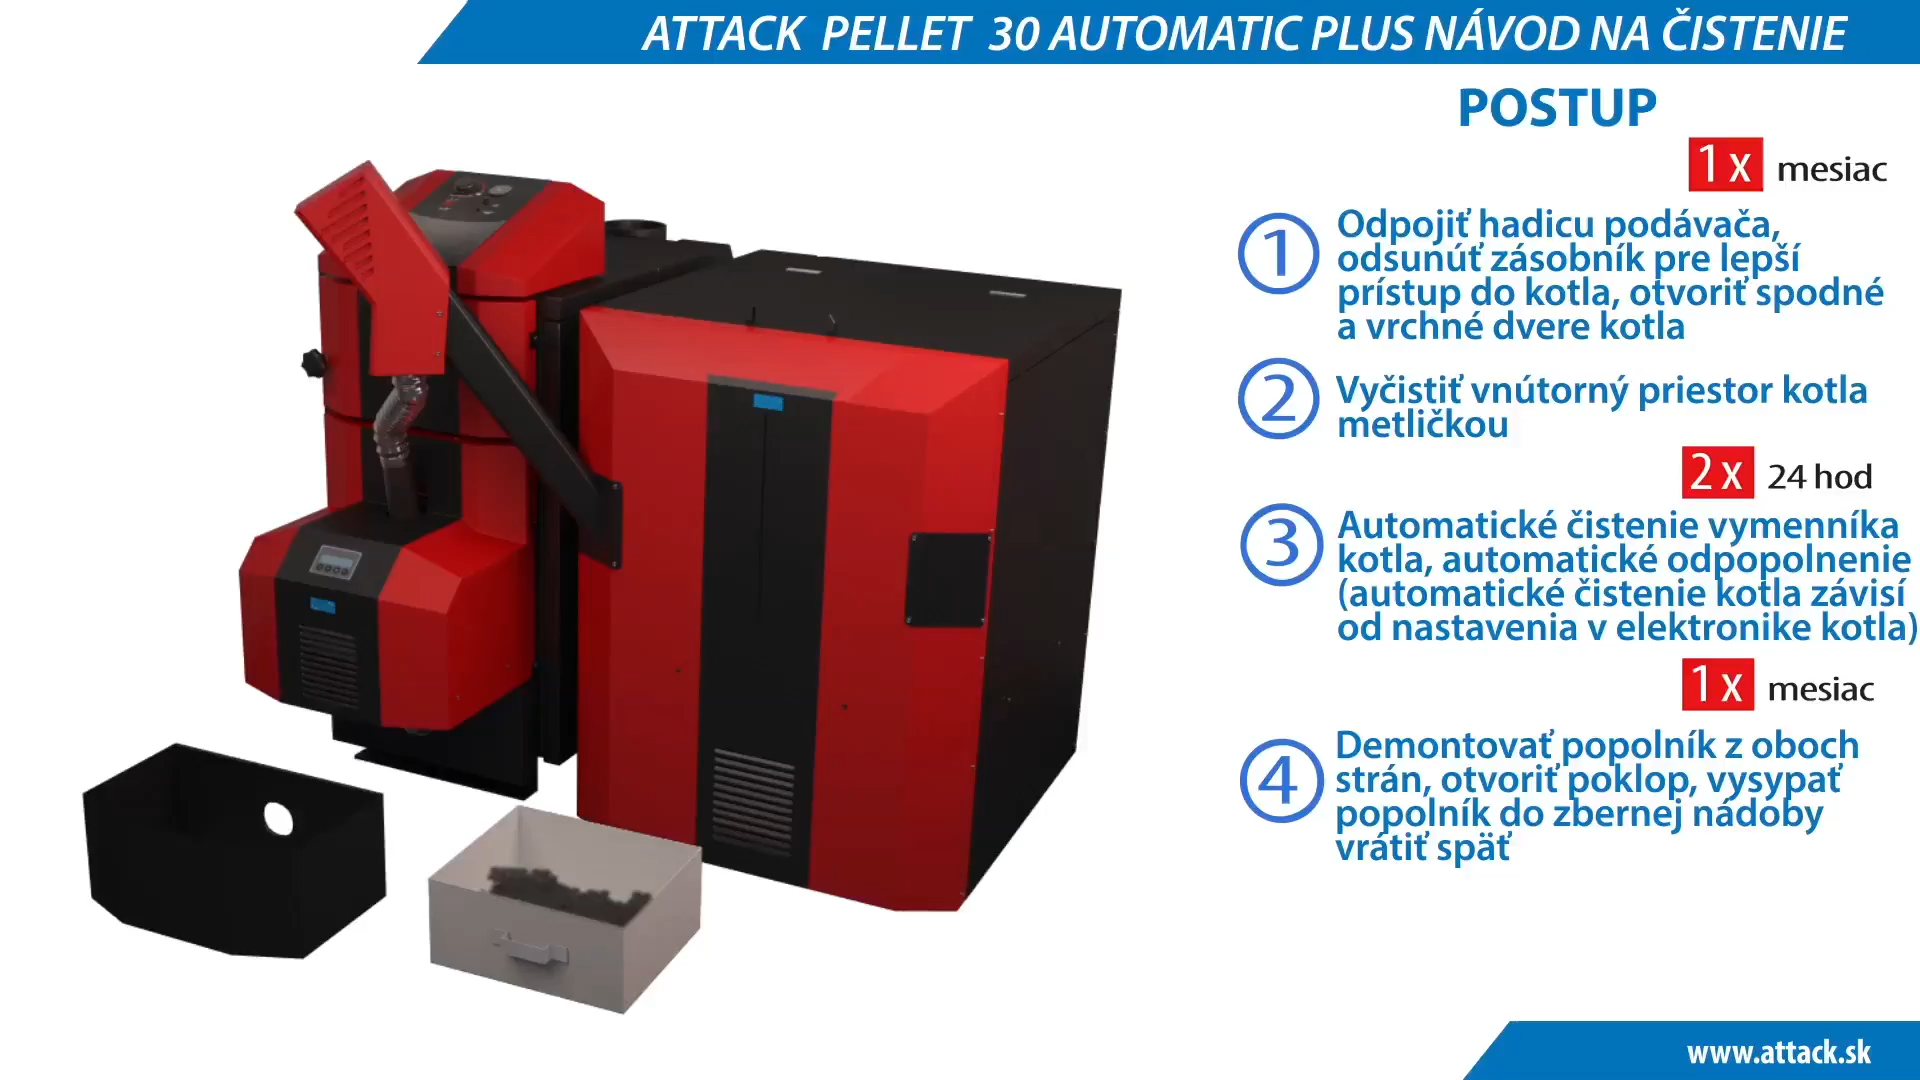 ATTACK PELLET 30 AUTOMATIC PLUS NÁVOD NA ČISTENIE
POSTUP
1 x mesiac
1 Odpojiť hadicu podávača,
odsunúť zásobník pre lepší
prístup do kotla, otvoriť spodné
a vrchné dvere kotla
2 Vyčistiť vnútorný priestor kotla
metličkou
2 x 24 hod
3 Automatické čistenie vymenníka
kotla, automatické odpopolnenie
(automatické čistenie kotla závisí
od nastavenia v elektronike kotla)
1 x mesiac
4 Demontovať popolník z oboch
strán, otvoriť poklop, vysypať
popolník do zbernej nádoby
vrátiť späť
www.attack.sk